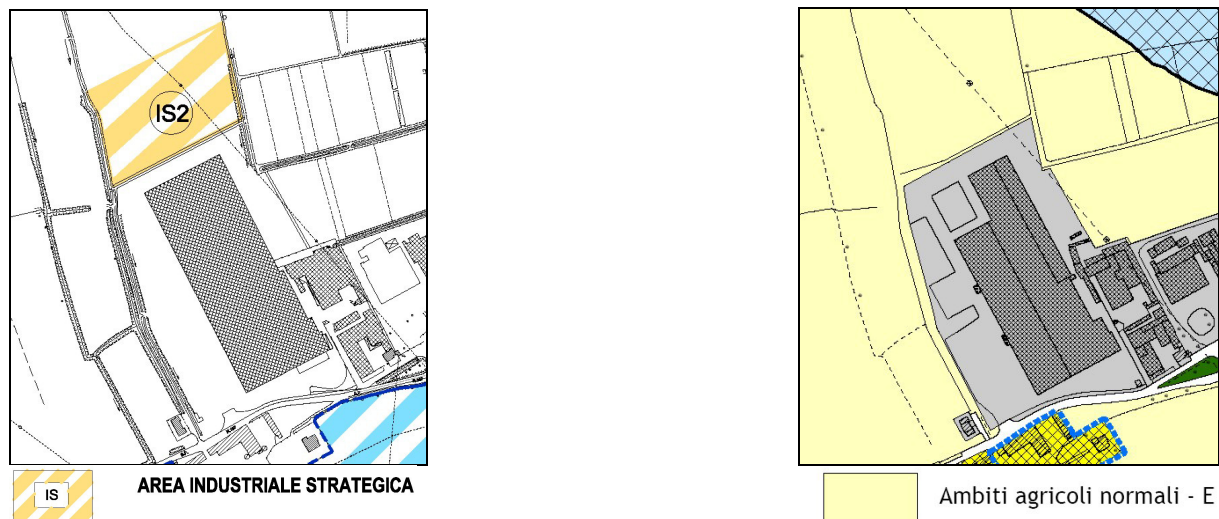 IS2
IS
AREA INDUSTRIALE STRATEGICA
Ambiti agricoli normali - E